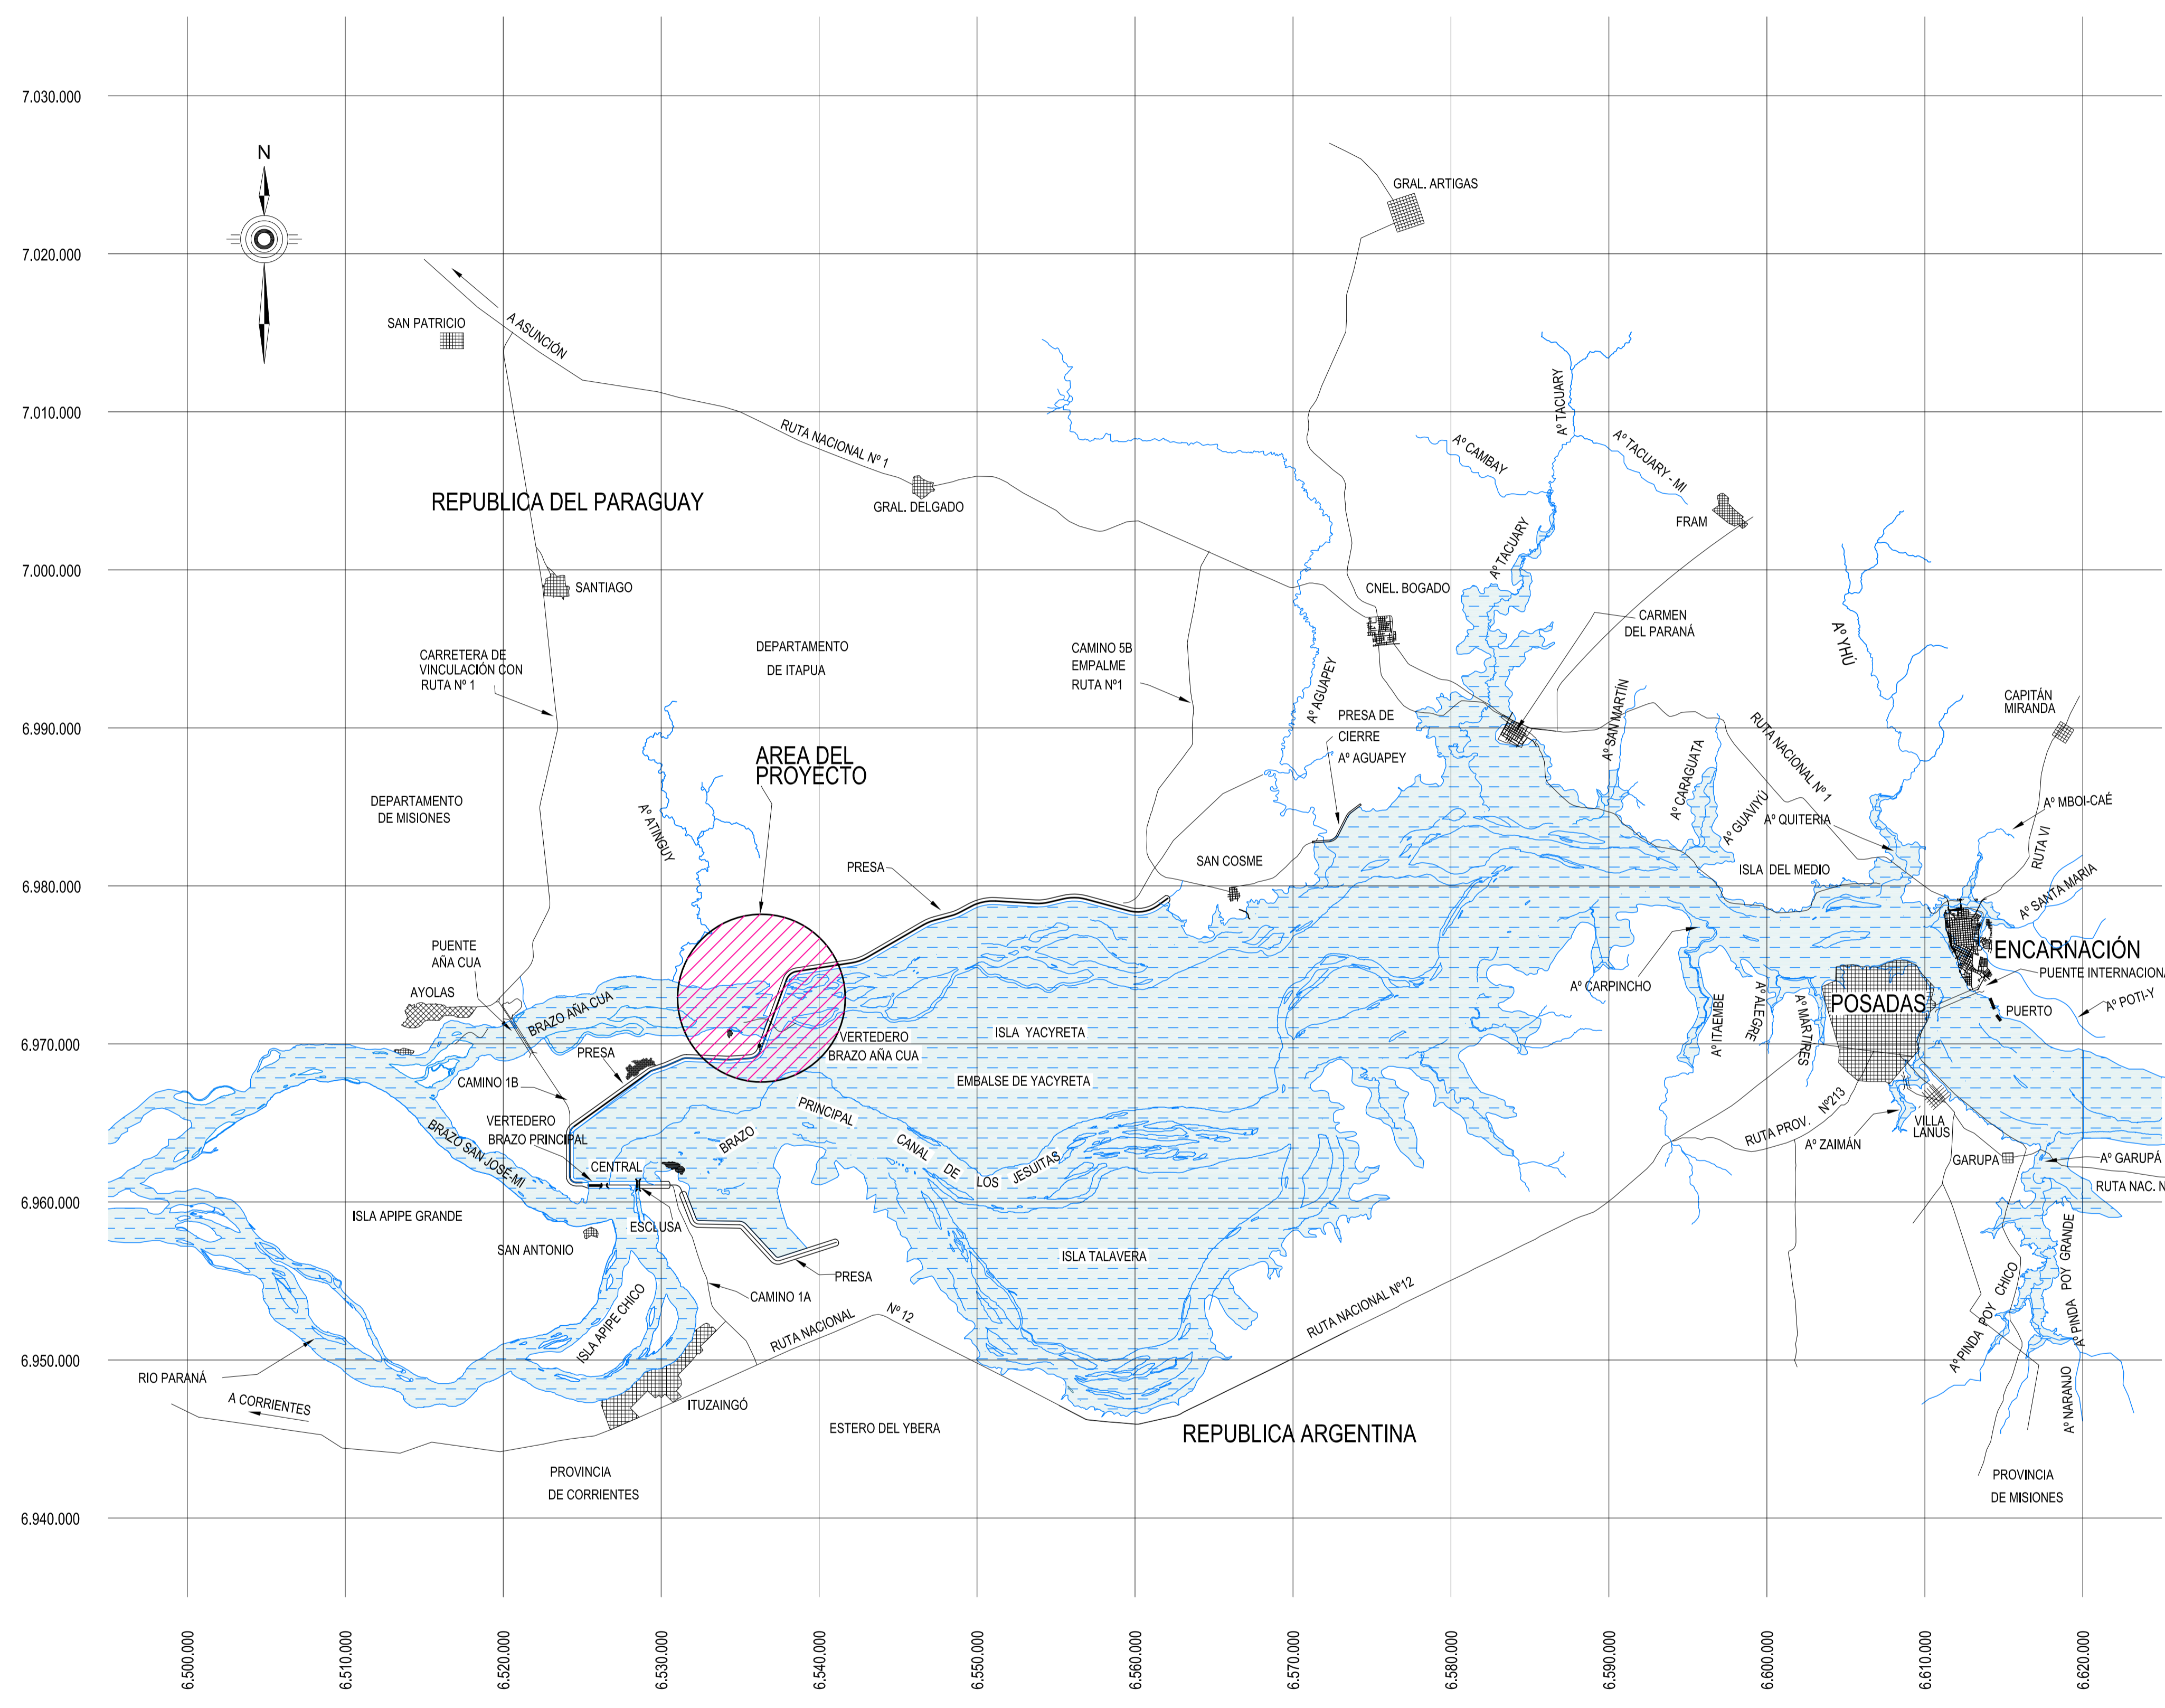 7.030.000
N
GRAL. ARTIGAS
7.020.000
SAN PATRICIO
A ASUNCIÓN
7.010.000
Aº TACUARY
RUTA NACIONAL Nº 1
Aº CAMBAY
Aº TACUARY - MI
REPUBLICA DEL PARAGUAY
GRAL. DELGADO
FRAM
Aº TACUARY
7.000.000
SANTIAGO
CNEL. BOGADO
CARMEN
DEL PARANÁ
Aº YHÚ
CARRETERA DE
VINCULACIÓN CON
RUTA Nº 1
DEPARTAMENTO
DE ITAPUA
CAMINO 5B
EMPALME
RUTA Nº1
Aº AGUAPEY
Aº SAN MARTÍN
CAPITÁN
MIRANDA
6.990.000
PRESA DE
CIERRE
Aº AGUAPEY
RUTA NACIONAL Nº 1
AREA DEL
PROYECTO
Aº CARAGUATA
DEPARTAMENTO
DE MISIONES
Aº ATINGUY
Aº GUAVIYÚ
Aº QUITERIA
Aº MBOI-CAÉ
RUTA VI
PRESA
SAN COSME
ISLA DEL MEDIO
6.980.000
Aº SANTA MARIA
PUENTE
AÑA CUA
ENCARNACIÓN
PUENTE INTERNACIONA
AYOLAS
BRAZO AÑA CUA
Aº CARPINCHO
Aº ITAEMBE
Aº ALEGRE
Aº MARTIRES
POSADAS
PUERTO
Aº POTI-Y
6.970.000
PRESA
VERTEDERO
BRAZO AÑA CUA
ISLA YACYRETA
CAMINO 1B
EMBALSE DE YACYRETA
VERTEDERO
BRAZO PRINCIPAL
BRAZO SAN JOSÉ-MI
BRAZO
PRINCIPAL
CANAL
DE
LOS
JESUITAS
CENTRAL
RUTA PROV.
Nº213
Aº ZAIMÁN
VILLA
LANUS
GARUPA
Aº GARUPÁ
RUTA NAC. N
6.960.000
ISLA APIPE GRANDE
SAN ANTONIO
ESCLUSA
ISLA TALAVERA
PRESA
CAMINO 1A
ISLA APIPE CHICO
RUTA NACIONAL
Nº 12
RUTA NACIONAL Nº12
Aº PINDA POY CHICO
Aº PINDA POY GRANDE
6.950.000
RIO PARANÁ
A CORRIENTES
ITUZAINGÓ
ESTERO DEL YBERA
REPUBLICA ARGENTINA
Aº NARANJO
PROVINCIA
DE CORRIENTES
PROVINCIA
DE MISIONES
6.940.000
6.500.000
6.510.000
6.520.000
6.530.000
6.540.000
6.550.000
6.560.000
6.570.000
6.580.000
6.590.000
6.600.000
6.610.000
6.620.000